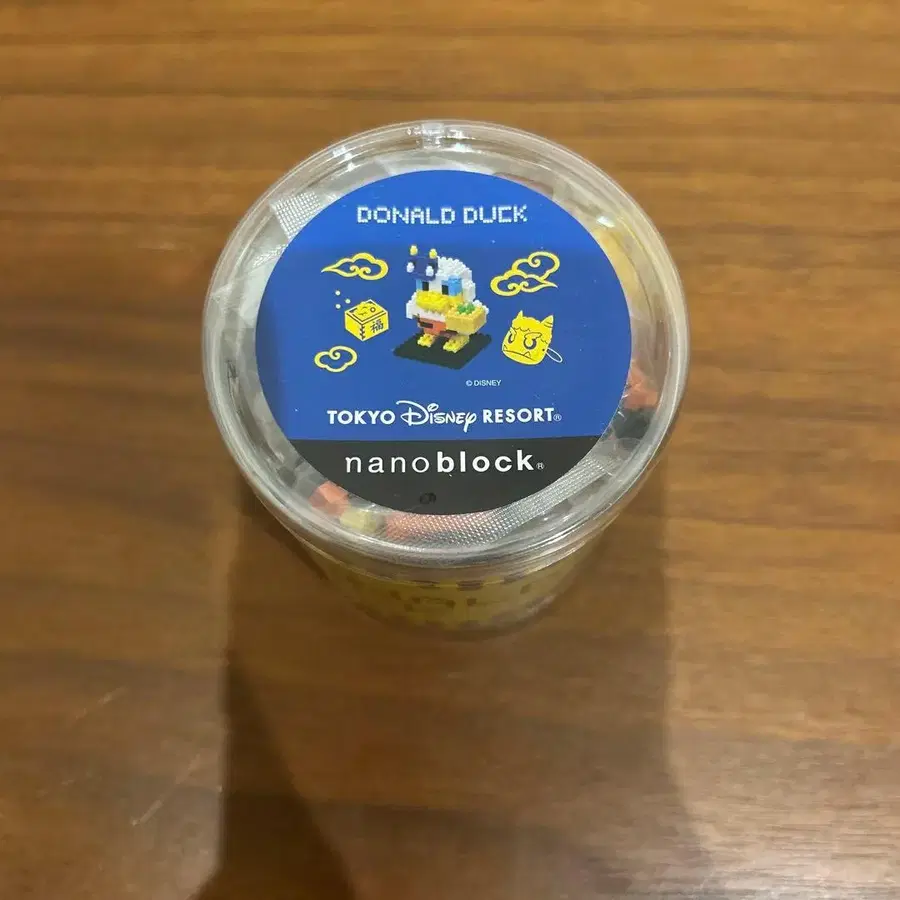 DONALD DUCK
福
© DISNEY
TOKYO Disney RESORT®
nanoblock®